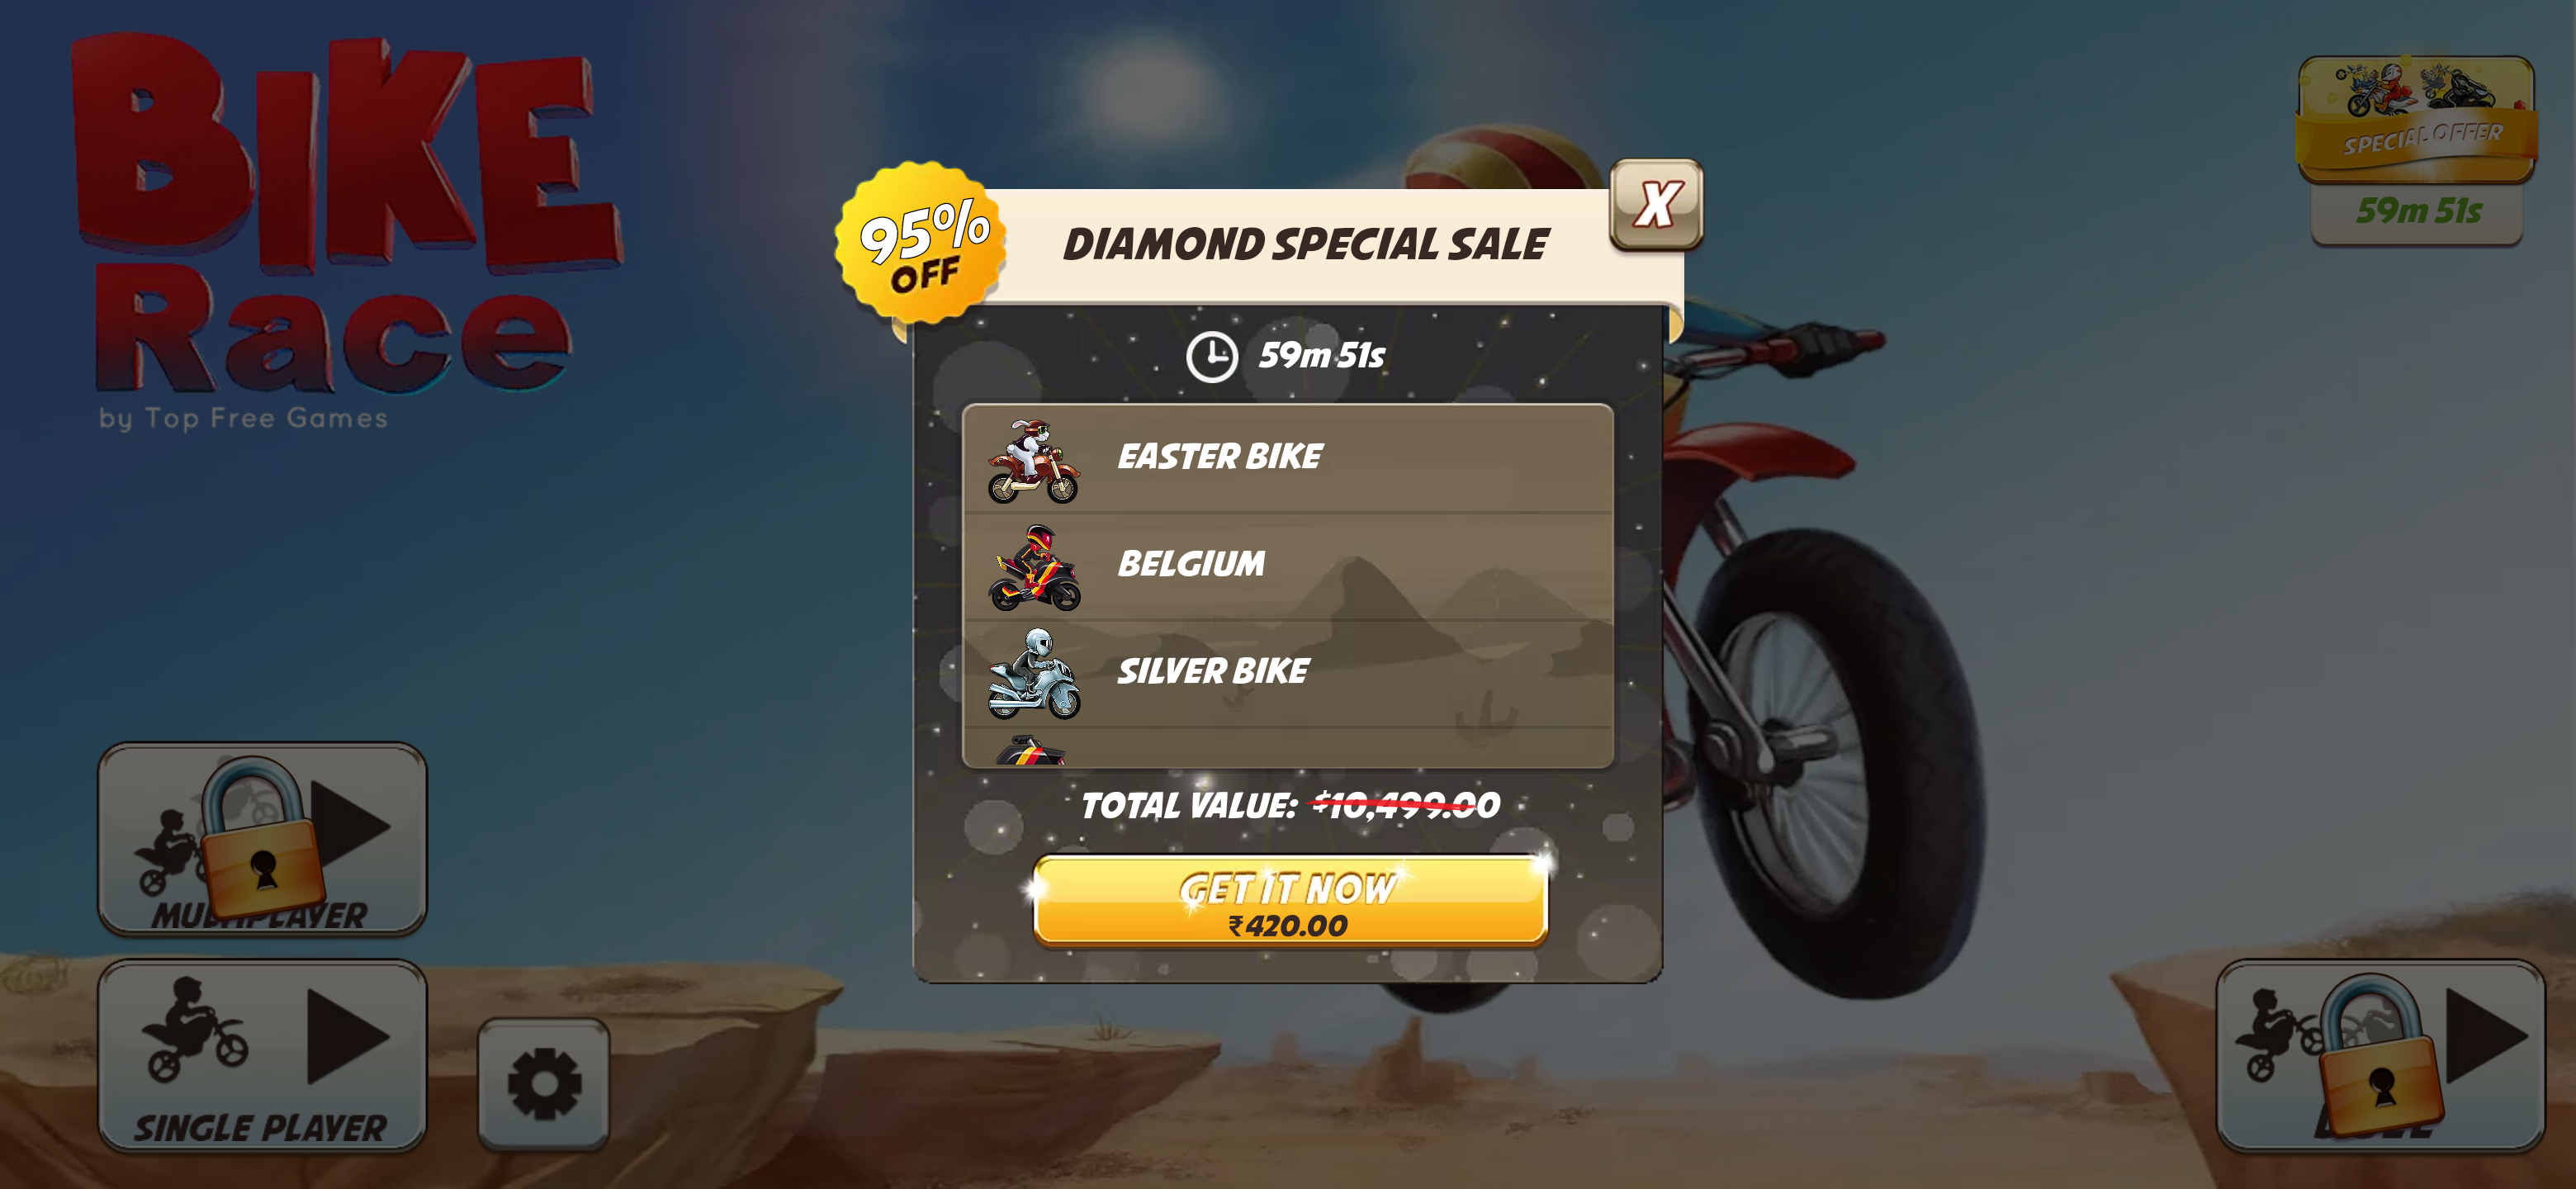 BIKE
Race
by Top Free Games
SPECIAL OFFER
59m 51s
95%
OFF
DIAMOND SPECIAL SALE
X
59m 51s
EASTER BIKE
BELGIUM
SILVER BIKE
TOTAL VALUE: $10,499.00
GET IT NOW
₹420.00
MULTIPLAYER
SINGLE PLAYER